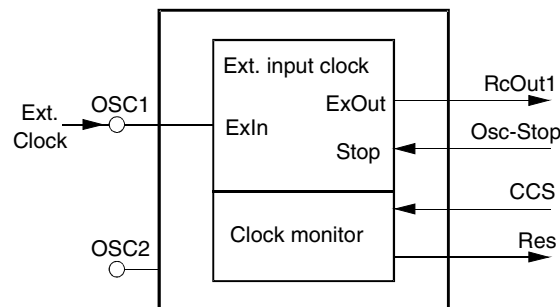 Ext. input clock
RcOut1
ExOut
OSC1
Ext.
Clock
ExIn
Osc-Stop
Stop
CCS
Clock monitor
OSC2
Res